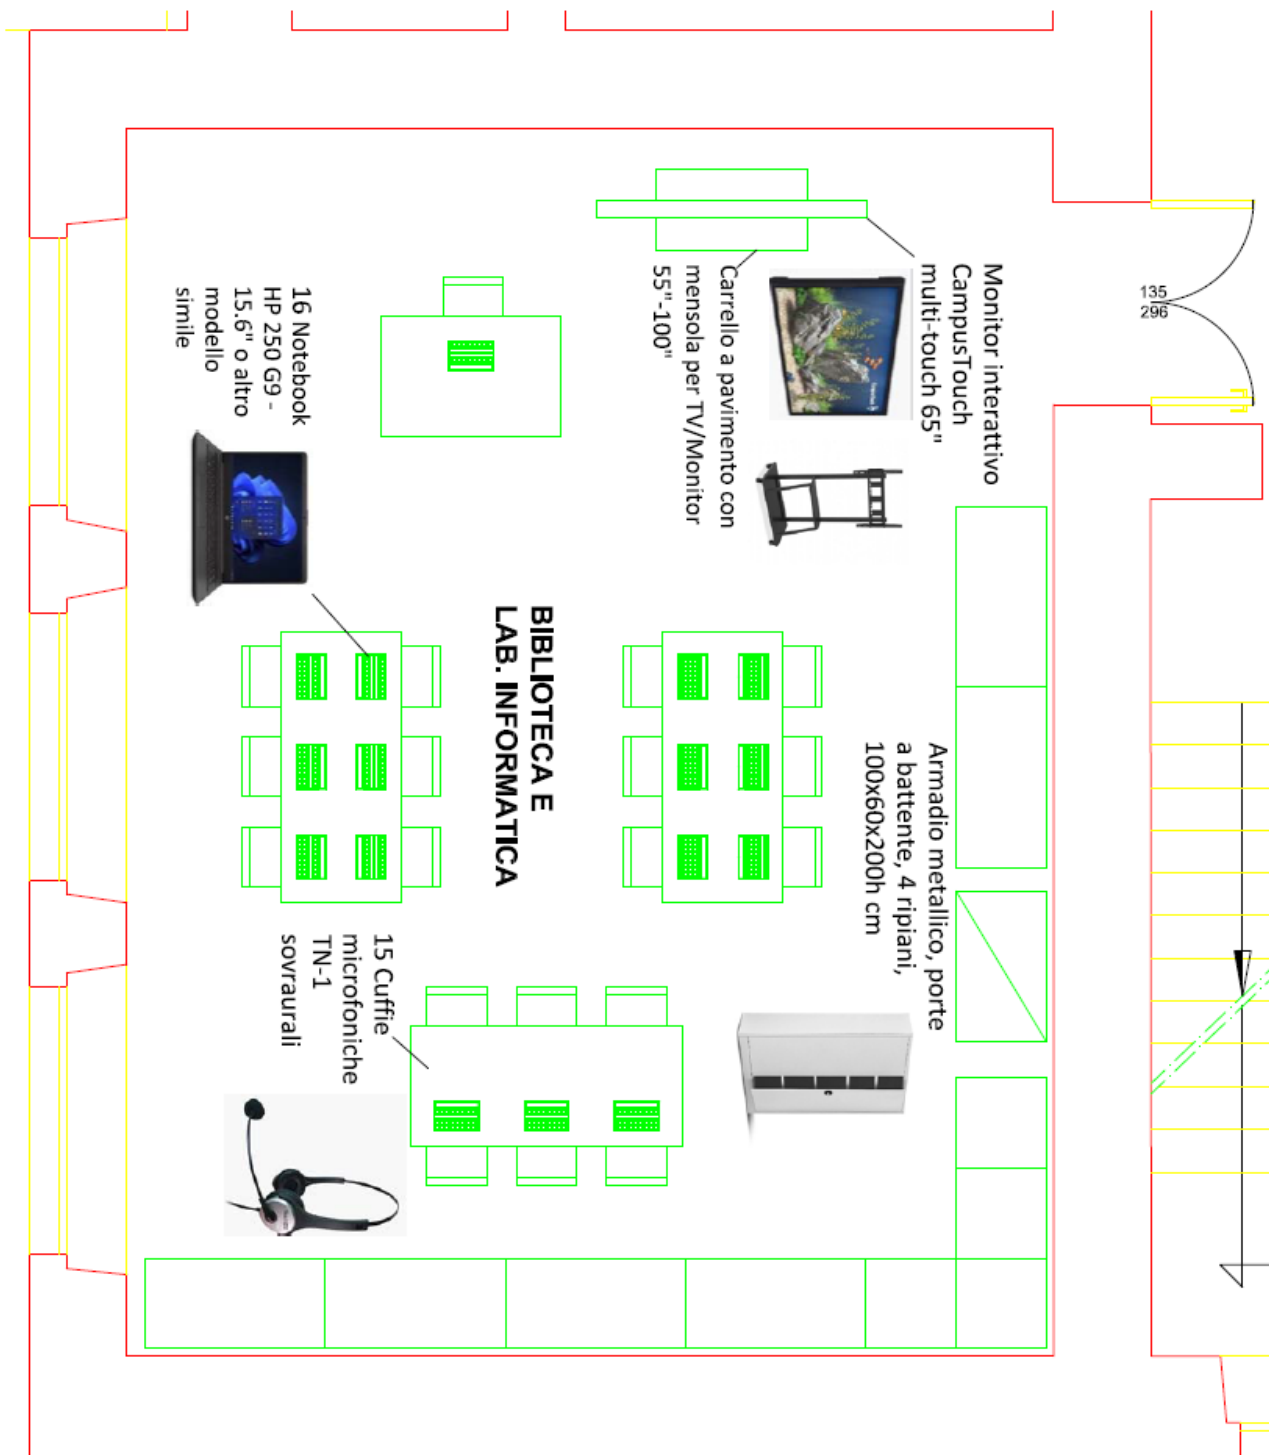 Monitor interattivo
CampusTouch
multi-touch 65"
Carrello a pavimento con
mensola per TV/Monitor
55"-100"
135
296
16 Notebook
HP 250 G9 -
15.6" o altro
modello
simile
BIBLIOTECA E
LAB. INFORMATICA
Armadio metallico, porte
a battente, 4 ripiani,
100x60x200h cm
15 Cuffie
microfoniche
TN-1
sovraurali